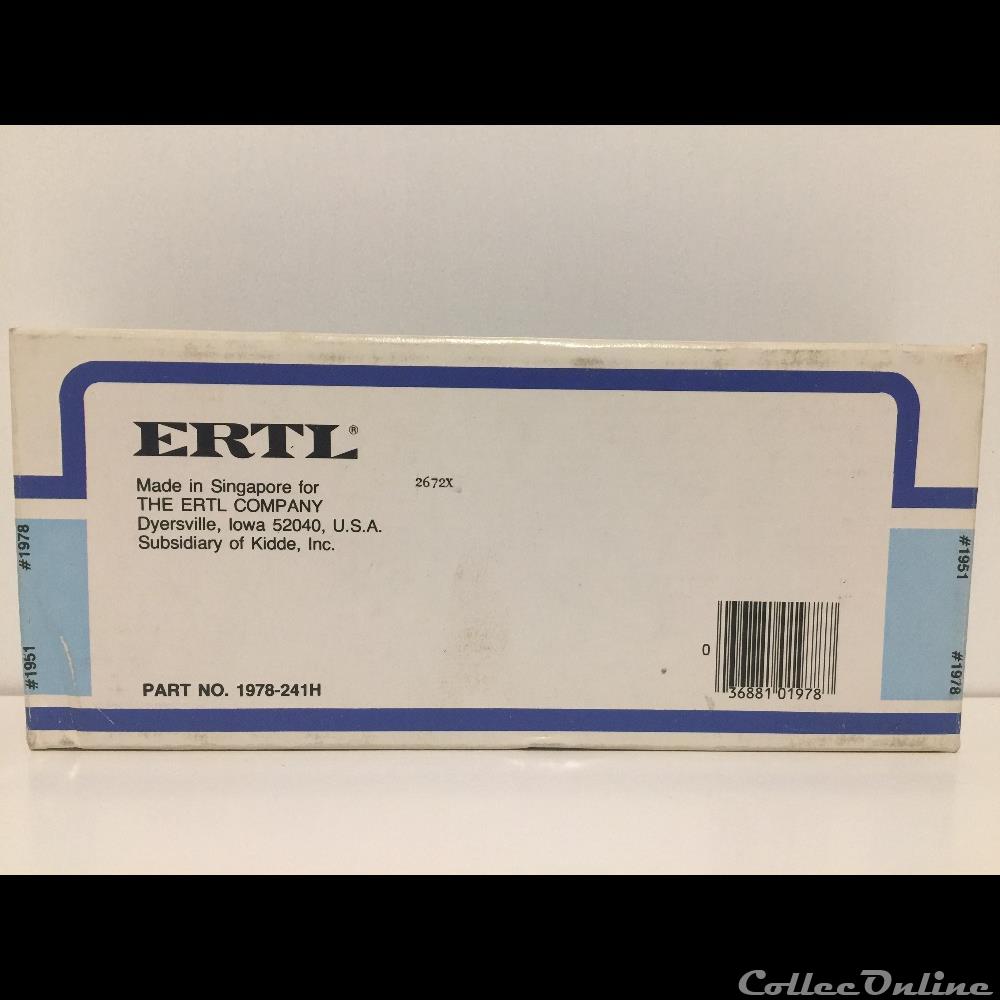 ERTL®
Made in Singapore for
THE ERTL COMPANY
Dyersville, Iowa 52040, U.S.A.
Subsidiary of Kidde, Inc.
2672X
#1978
#1951
#1951
#1978
PART NO. 1978-241H
0 36881 01978
CollecOnline